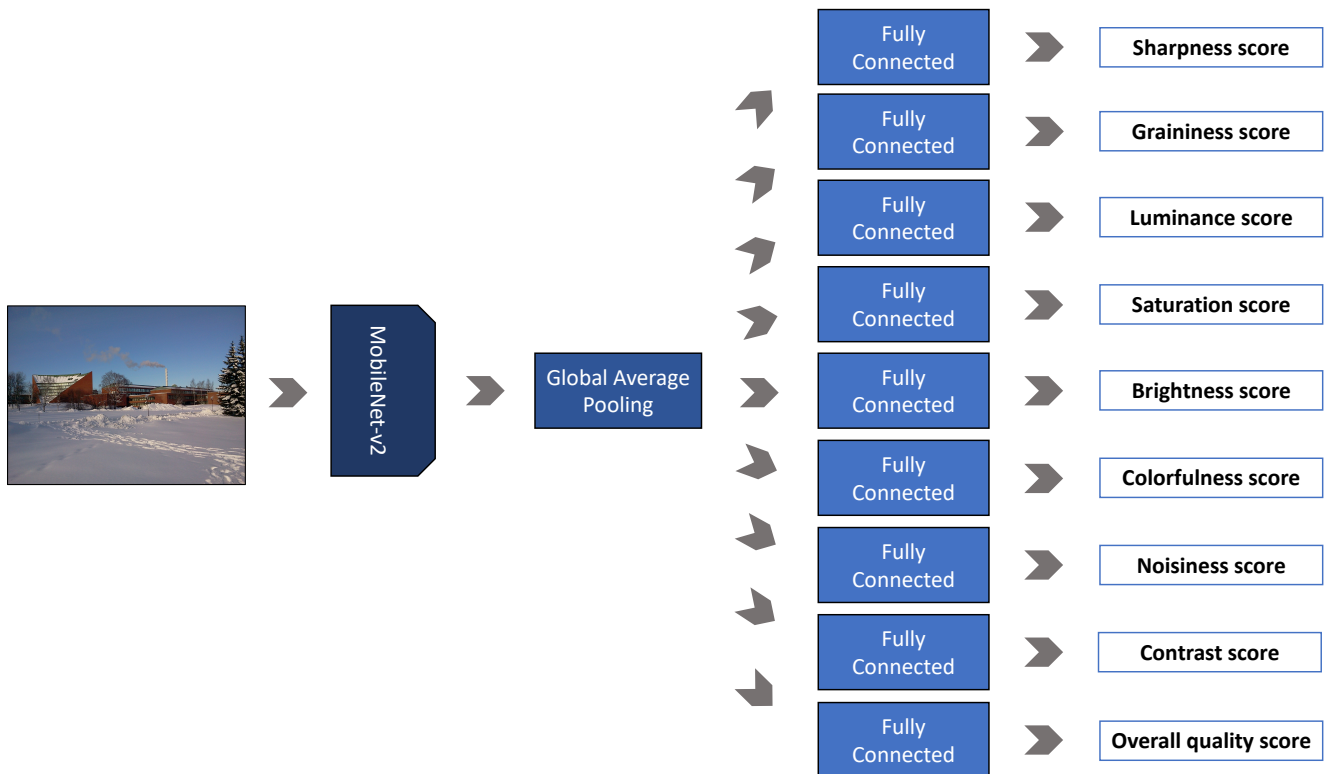 Fully
Connected
Sharpness score
Fully
Connected
Graininess score
Fully
Connected
Luminance score
Fully
Connected
Saturation score
MobileNet-v2
Global Average
Pooling
Fully
Connected
Brightness score
Fully
Connected
Colorfulness score
Fully
Connected
Noisiness score
Fully
Connected
Contrast score
Fully
Connected
Overall quality score